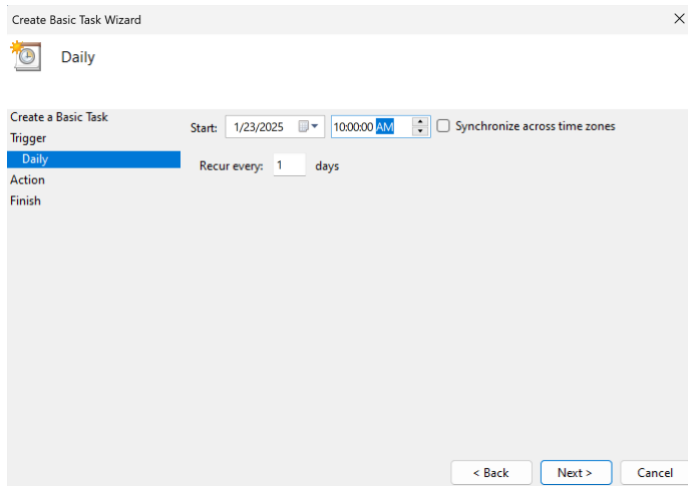 Create Basic Task Wizard
Daily
Create a Basic Task
Trigger
Daily
Action
Finish
Start: 1/23/2025 10:00:00 AM Synchronize across time zones
Recur every: 1 days
< Back Next > Cancel